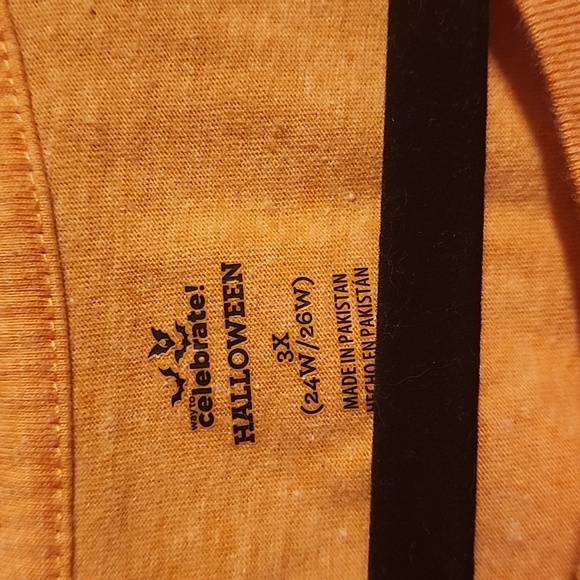 way to
celebrate!
HALLOWEEN
3X
(24W/26W)
MADE IN PAKISTAN
HECHO EN PAKISTAN